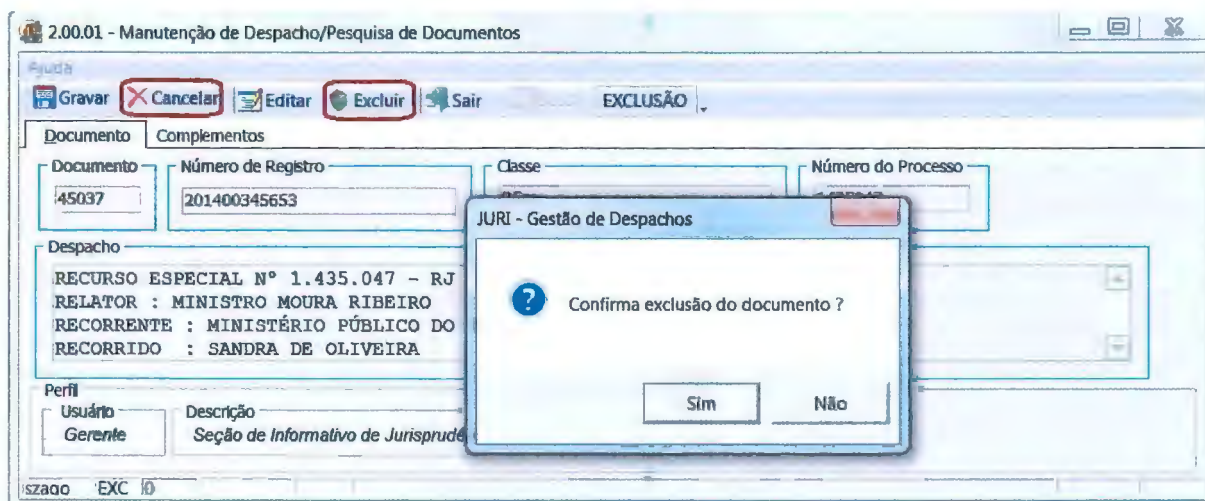 2.00.01 - Manutenção de Despacho/Pesquisa de Documentos
Ajuda
Gravar Cancelar Editar Excluir Sair EXCLUSÃO
Documento Complementos
Documento Número de Registro Classe Número do Processo
45037 201400345653
JURI - Gestão de Despachos
Despacho
RECURSO ESPECIAL Nº 1.435.047 - RJ
RELATOR : MINISTRO MOURA RIBEIRO
RECORRENTE : MINISTÉRIO PÚBLICO DO
RECORRIDO : SANDRA DE OLIVEIRA
Confirma exclusão do documento ?
Sim Não
Perfil
Usuário Descrição
Gerente Seção de Informativo de Jurisprudê
iszago EXC